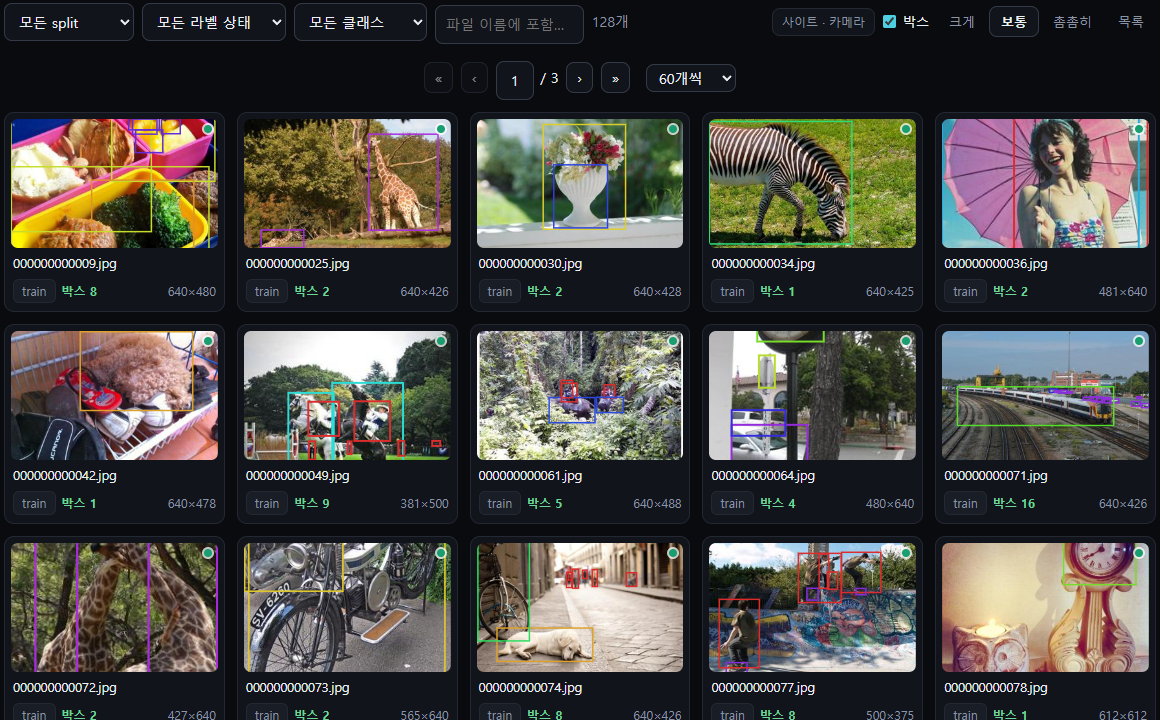 모든 split 모든 라벨 상태 모든 클래스 파일 이름에 포함... 128개 사이트 · 카메라 박스 크게 보통 촘촘히 목록
« ‹ 1 / 3 › » 60개씩
000000000009.jpg 000000000025.jpg 000000000030.jpg 000000000034.jpg 000000000036.jpg
train 박스 8 640×480 train 박스 2 640×426 train 박스 2 640×428 train 박스 1 640×425 train 박스 2 481×640
000000000042.jpg 000000000049.jpg 000000000061.jpg 000000000064.jpg 000000000071.jpg
train 박스 1 640×478 train 박스 9 381×500 train 박스 5 640×488 train 박스 4 480×640 train 박스 16 640×426
SV-6260
000000000072.jpg 000000000073.jpg 000000000074.jpg 000000000077.jpg 000000000078.jpg
train 박스 2 427×640 train 박스 2 565×640 train 박스 8 640×426 train 박스 8 500×375 train 박스 1 612×612